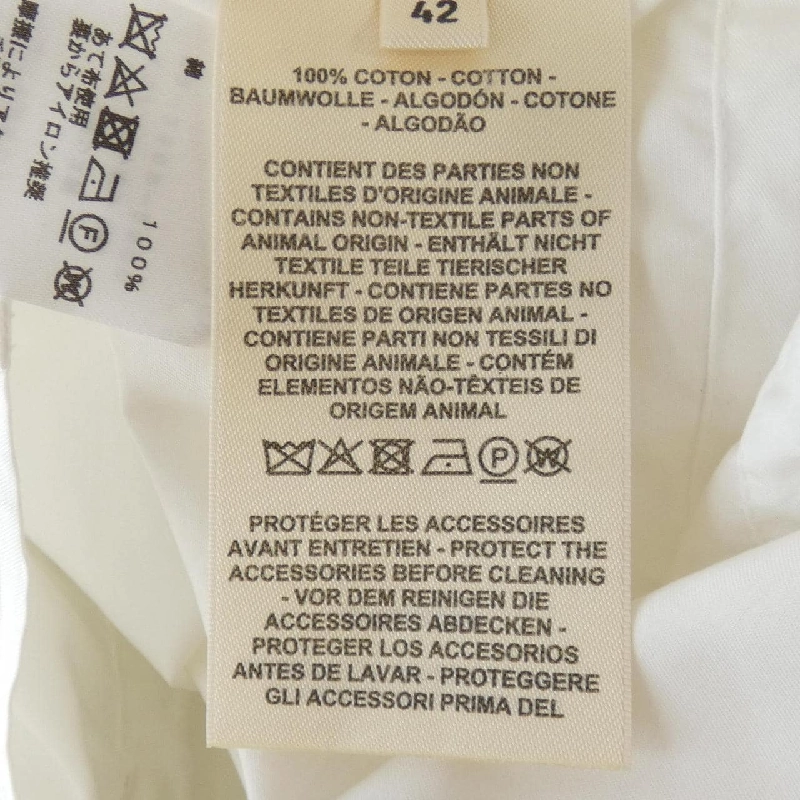 42
100% COTON - COTTON -
BAUMWOLLE - ALGODÓN - COTONE
- ALGODÃO
CONTIENT DES PARTIES NON
TEXTILES D'ORIGINE ANIMALE -
CONTAINS NON-TEXTILE PARTS OF
ANIMAL ORIGIN - ENTHÄLT NICHT
TEXTILE TEILE TIERISCHER
HERKUNFT - CONTIENE PARTES NO
TEXTILES DE ORIGEN ANIMAL -
CONTIENE PARTI NON TESSILI DI
ORIGINE ANIMALE - CONTÉM
ELEMENTOS NÃO-TÊXTEIS DE
ORIGEM ANIMAL
P W
PROTÉGER LES ACCESSOIRES
AVANT ENTRETIEN - PROTECT THE
ACCESSORIES BEFORE CLEANING
- VOR DEM REINIGEN DIE
ACCESSOIRES ABDECKEN -
PROTEGER LOS ACCESORIOS
ANTES DE LAVAR - PROTEGGERE
GLI ACCESSORI PRIMA DEL
綿
100%
F W
あて布使用
裏からアイロン推奨